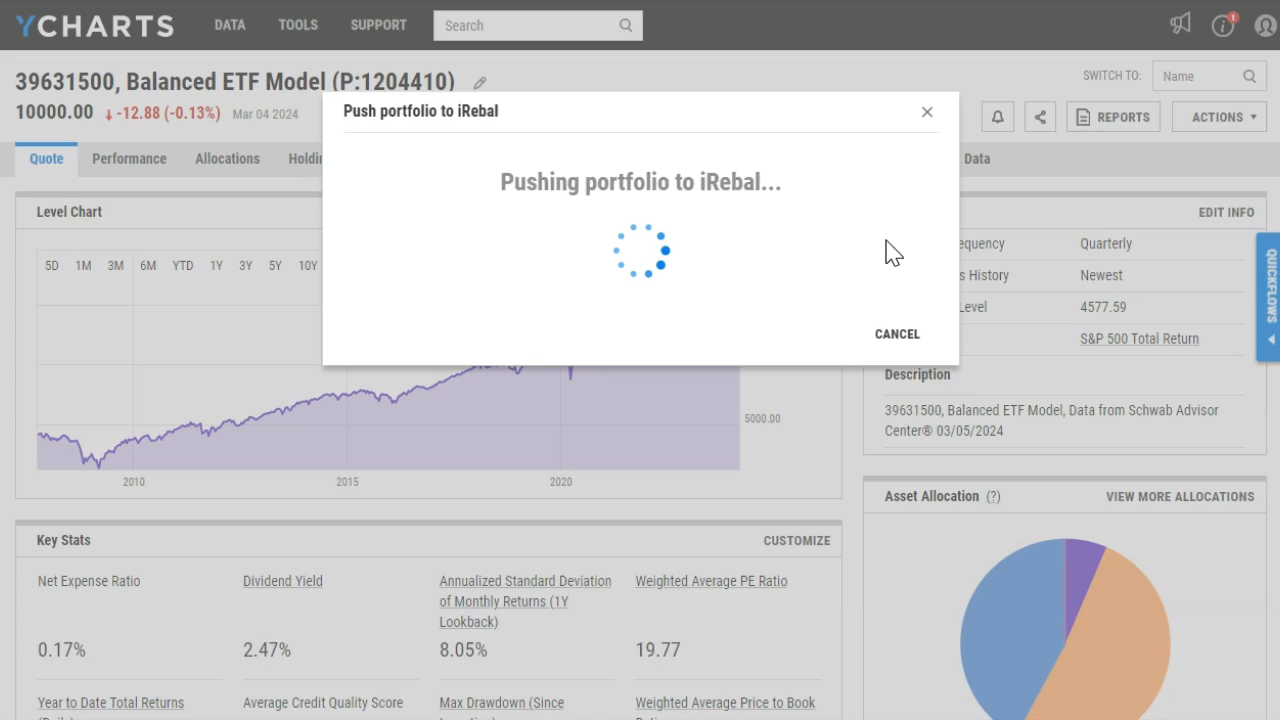 YCHARTS
DATA
TOOLS
SUPPORT
Search
1
39631500, Balanced ETF Model (P:1204410)
SWITCH TO:
Name
10000.00
-12.88 (-0.13%)
Mar 04 2024
REPORTS
ACTIONS
Push portfolio to iRebal
Pushing portfolio to iRebal...
CANCEL
Quote
Performance
Allocations
Data
Level Chart
5D 1M 3M 6M YTD 1Y 3Y 5Y 10Y
5000.00
2010
2015
2020
EDIT INFO
Quarterly
s History
Newest
Level
4577.59
S&P 500 Total Return
QUICKFLOWS
Description
39631500, Balanced ETF Model, Data from Schwab Advisor
Center® 03/05/2024
Asset Allocation (?)
VIEW MORE ALLOCATIONS
Key Stats
CUSTOMIZE
Net Expense Ratio
0.17%
Dividend Yield
2.47%
Annualized Standard Deviation
of Monthly Returns (1Y
Lookback)
8.05%
Weighted Average PE Ratio
19.77
Year to Date Total Returns
Average Credit Quality Score
Max Drawdown (Since
Weighted Average Price to Book